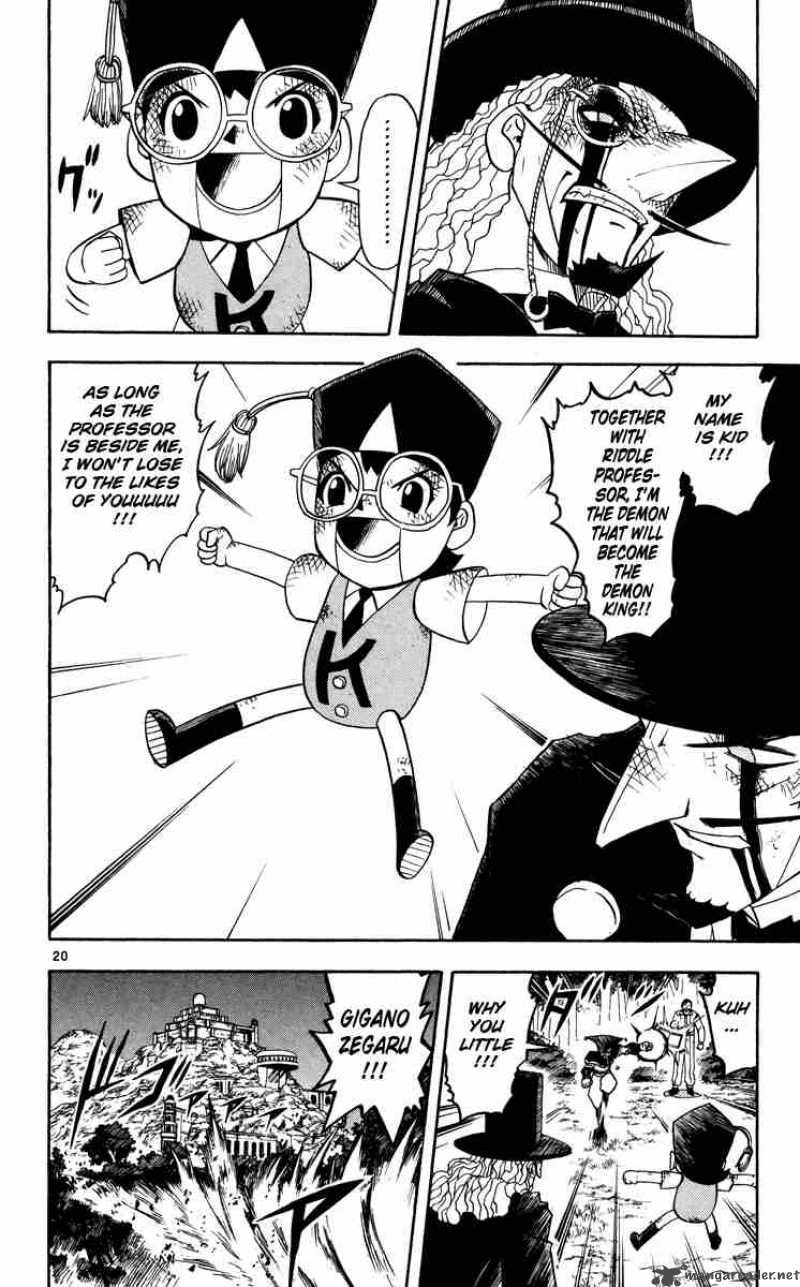 グッ
………
K
MY
NAME
IS KID
!!!
TOGETHER
WITH
RIDDLE
PROFES-
SOR, I'M
THE DEMON
THAT WILL
BECOME
THE
DEMON
KING!!
AS LONG
AS THE
PROFESSOR
IS BESIDE ME,
I WON'T LOSE
TO THE LIKES
OF YOUUUUU
!!!
K
20
KUH
...
WHY
YOU
LITTLE
!!!
GIGANO
ZEGARU
!!!
mangareader.net